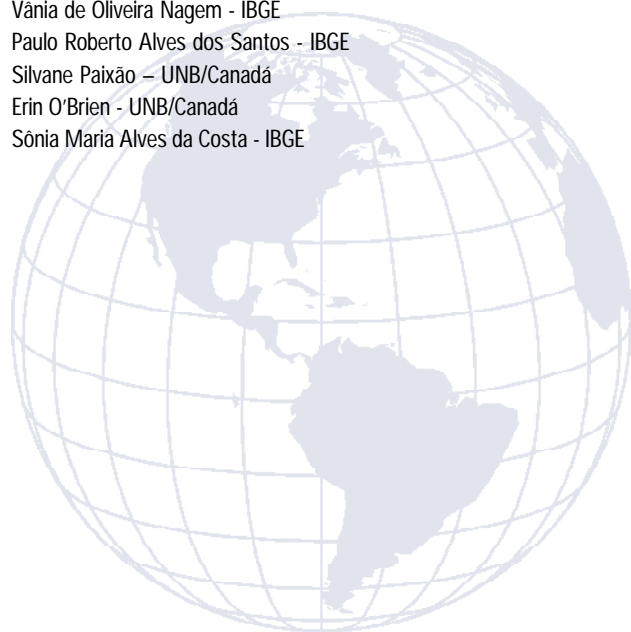 Vânia de Oliveira Nagem - IBGE
Paulo Roberto Alves dos Santos - IBGE
Silvane Paixão – UNB/Canadá
Erin O’Brien - UNB/Canadá
Sônia Maria Alves da Costa - IBGE